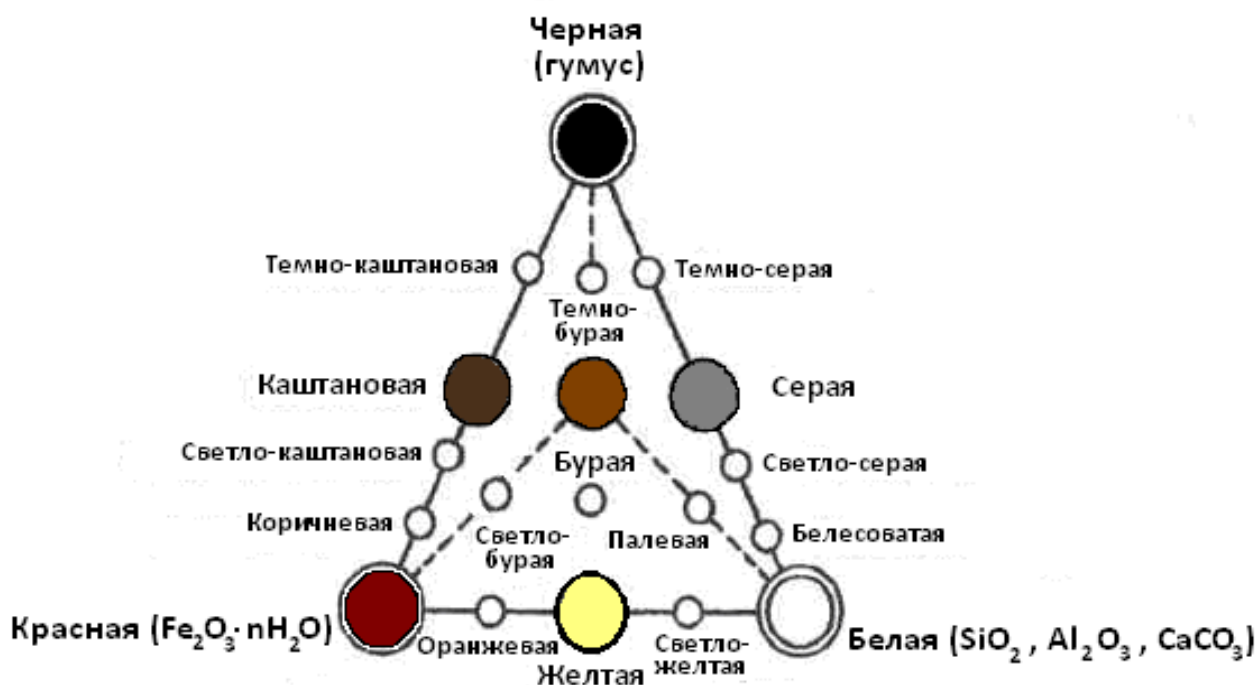 Черная
(гумус)
Темно-каштановая
Темно-серая
Темно-
бурая
Каштановая
Серая
Светло-каштановая
Бурая
Светло-серая
Коричневая
Светло-
бурая
Палевая
Белесоватая
Красная (Fe₂O₃· nH₂O)
Оранжевая
Желтая
Светло-
желтая
Белая (SiO₂ , Al₂O₃ , CaCO₃)